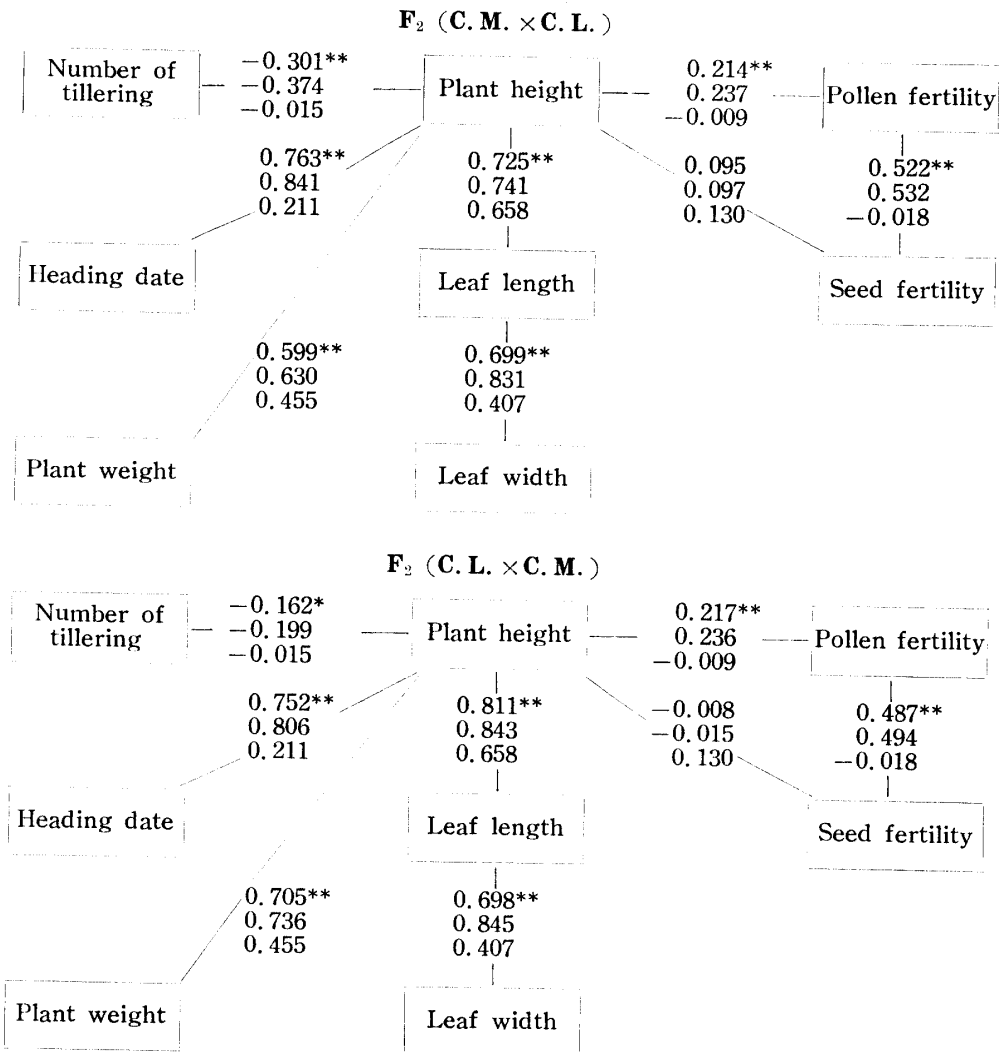 F₂ (C. M. ×C. L.)
Number of
tillering
−0. 301**
−0. 374
−0. 015
Plant height
0. 214**
0. 237
−0. 009
Pollen fertility
0. 763**
0. 841
0. 211
0. 725**
0. 741
0. 658
0. 095
0. 097
0. 130
0. 522**
0. 532
−0. 018
Heading date
Leaf length
Seed fertility
0. 599**
0. 630
0. 455
0. 699**
0. 831
0. 407
Plant weight
Leaf width
F₂ (C. L. ×C. M.)
Number of
tillering
−0. 162*
−0. 199
−0. 015
Plant height
0. 217**
0. 236
−0. 009
Pollen fertility
0. 752**
0. 806
0. 211
0. 811**
0. 843
0. 658
−0. 008
−0. 015
0. 130
0. 487**
0. 494
−0. 018
Heading date
Leaf length
Seed fertility
0. 705**
0. 736
0. 455
0. 698**
0. 845
0. 407
Plant weight
Leaf width